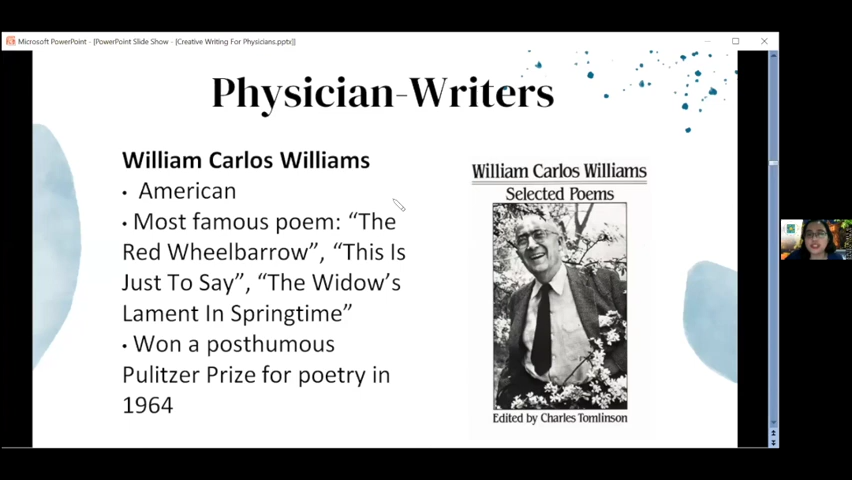 Microsoft PowerPoint - [PowerPoint Slide Show - [Creative Writing For Physicians.pptx]]
Physician-Writers
William Carlos Williams
• American
• Most famous poem: “The
Red Wheelbarrow”, “This Is
Just To Say”, “The Widow’s
Lament In Springtime”
• Won a posthumous
Pulitzer Prize for poetry in
1964
William Carlos Williams
Selected Poems
Edited by Charles Tomlinson